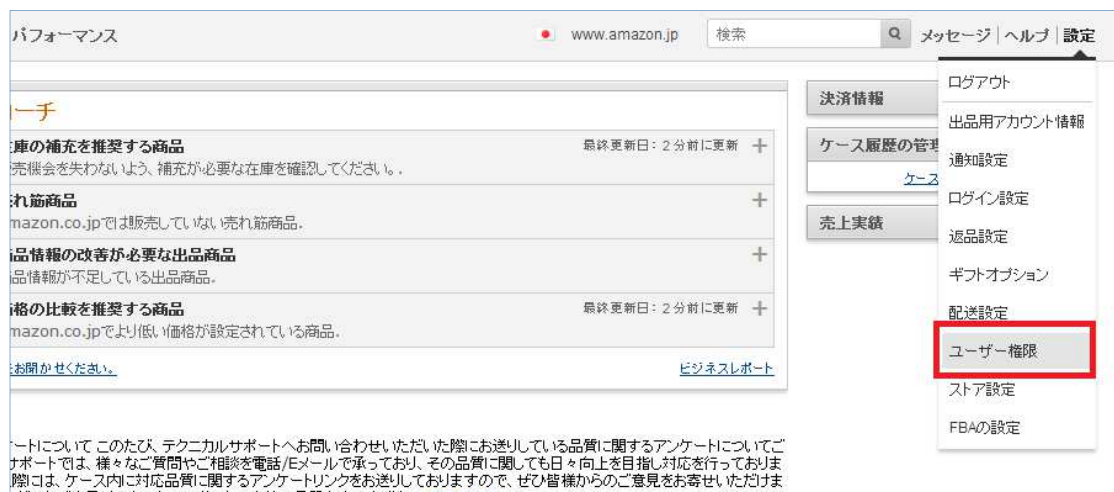 パフォーマンス
www.amazon.jp
検索
メッセージ | ヘルプ | 設定
ログアウト
出品用アカウント情報
通知設定
ログイン設定
返品設定
ギフトオプション
配送設定
ユーザー権限
ストア設定
FBAの設定
ーチ
庫の補充を推奨する商品
最終更新日: 2分前に更新
売機会を失わないよう、補充が必要な在庫を確認してください。.
れ筋商品
mazon.co.jpでは販売していない売れ筋商品.
品情報の改善が必要な出品商品
品情報が不足している出品商品.
格の比較を推奨する商品
最終更新日: 2分前に更新
mazon.co.jpでより低い価格が設定されている商品.
お聞かせください。
ビジネスレポート
決済情報
ケース履歴の管理
ケース
売上実績
ートについて このたび、テクニカルサポートへお問い合わせいただいた際にお送りしている品質に関するアンケートについてご
サポートでは、様々なご質問やご相談を電話/Eメールで承っており、その品質に関しても日々向上を目指し対応を行っておりま
際には、ケース内に対応品質に関するアンケートリンクをお送りしておりますので、ぜひ皆様からのご意見をお寄せいただけま